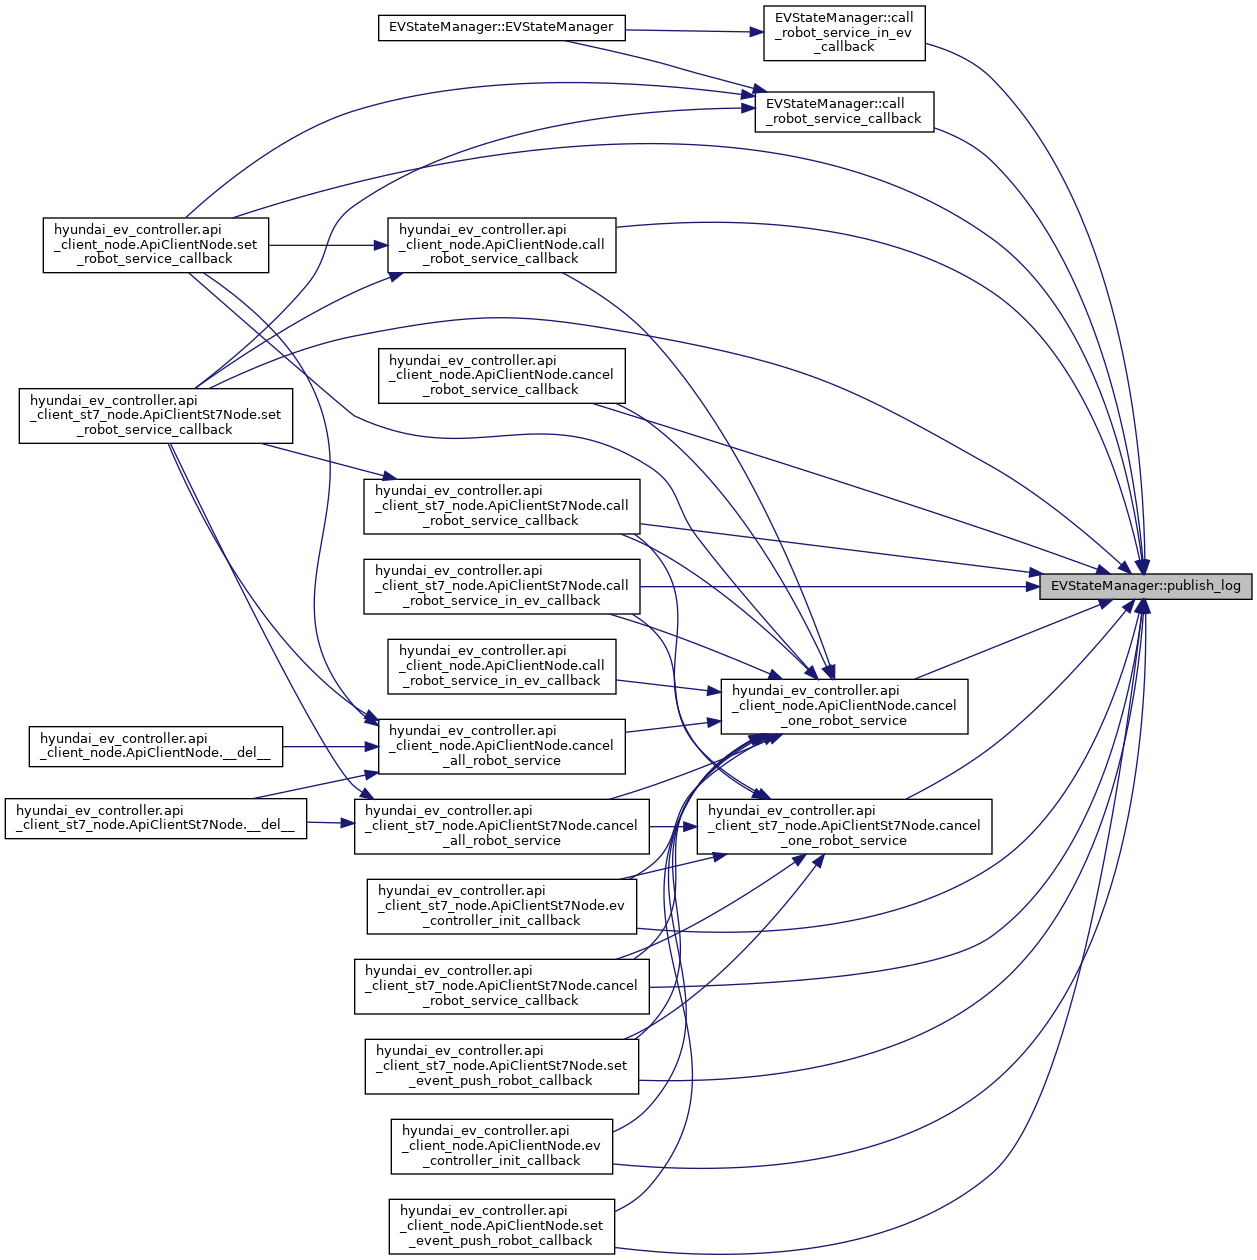 EVStateManager::EVStateManager
EVStateManager::call
_robot_service_in_ev
_callback
EVStateManager::call
_robot_service_callback
hyundai_ev_controller.api
_client_node.ApiClientNode.set
_robot_service_callback
hyundai_ev_controller.api
_client_node.ApiClientNode.call
_robot_service_callback
hyundai_ev_controller.api
_client_node.ApiClientNode.cancel
_robot_service_callback
hyundai_ev_controller.api
_client_st7_node.ApiClientSt7Node.set
_robot_service_callback
hyundai_ev_controller.api
_client_st7_node.ApiClientSt7Node.call
_robot_service_callback
hyundai_ev_controller.api
_client_st7_node.ApiClientSt7Node.call
_robot_service_in_ev_callback
EVStateManager::publish_log
hyundai_ev_controller.api
_client_node.ApiClientNode.call
_robot_service_in_ev_callback
hyundai_ev_controller.api
_client_node.ApiClientNode.cancel
_one_robot_service
hyundai_ev_controller.api
_client_node.ApiClientNode.__del__
hyundai_ev_controller.api
_client_node.ApiClientNode.cancel
_all_robot_service
hyundai_ev_controller.api
_client_st7_node.ApiClientSt7Node.__del__
hyundai_ev_controller.api
_client_st7_node.ApiClientSt7Node.cancel
_all_robot_service
hyundai_ev_controller.api
_client_st7_node.ApiClientSt7Node.cancel
_one_robot_service
hyundai_ev_controller.api
_client_st7_node.ApiClientSt7Node.ev
_controller_init_callback
hyundai_ev_controller.api
_client_st7_node.ApiClientSt7Node.cancel
_robot_service_callback
hyundai_ev_controller.api
_client_st7_node.ApiClientSt7Node.set
_event_push_robot_callback
hyundai_ev_controller.api
_client_node.ApiClientNode.ev
_controller_init_callback
hyundai_ev_controller.api
_client_node.ApiClientNode.set
_event_push_robot_callback